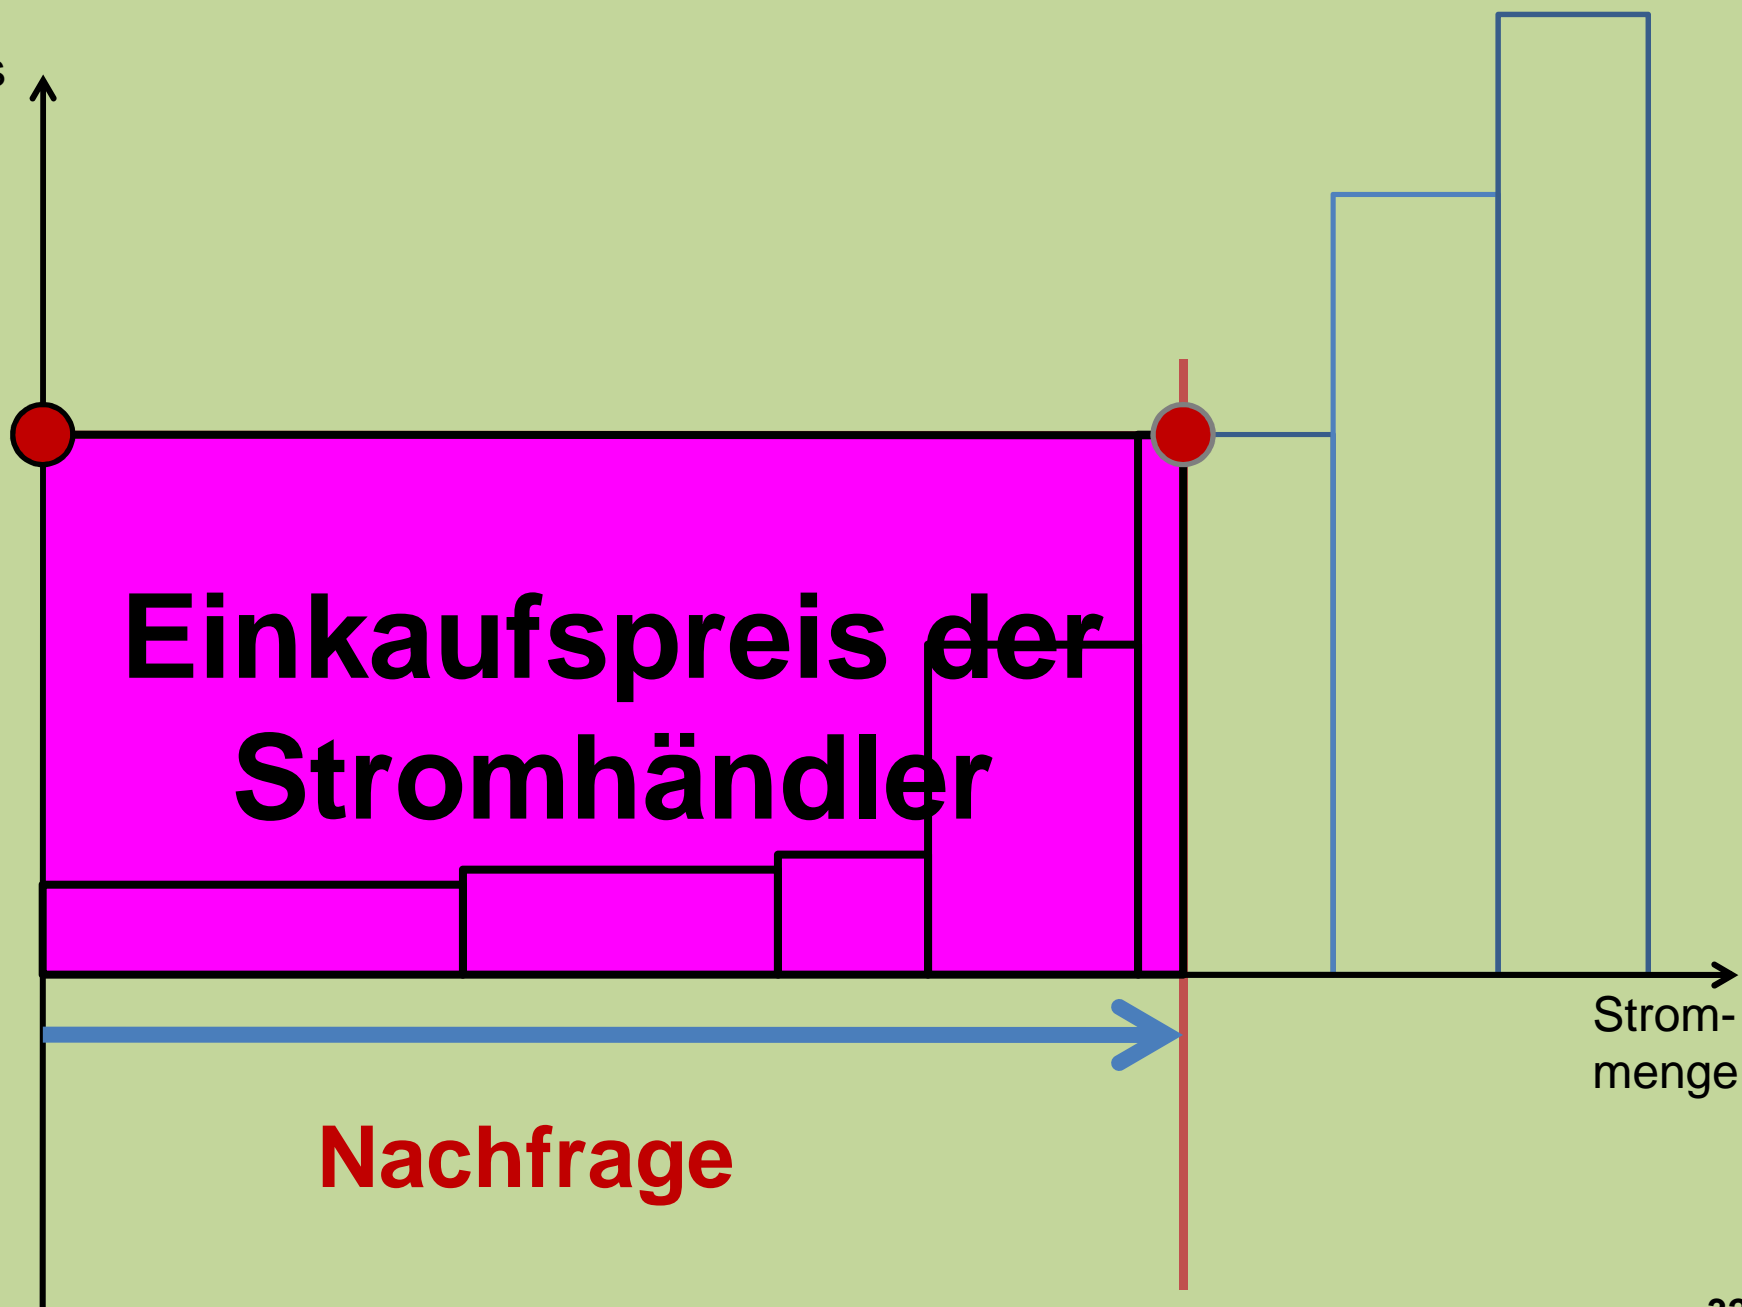 Einkaufspreis der
Stromhändler
Strom-
menge
Nachfrage